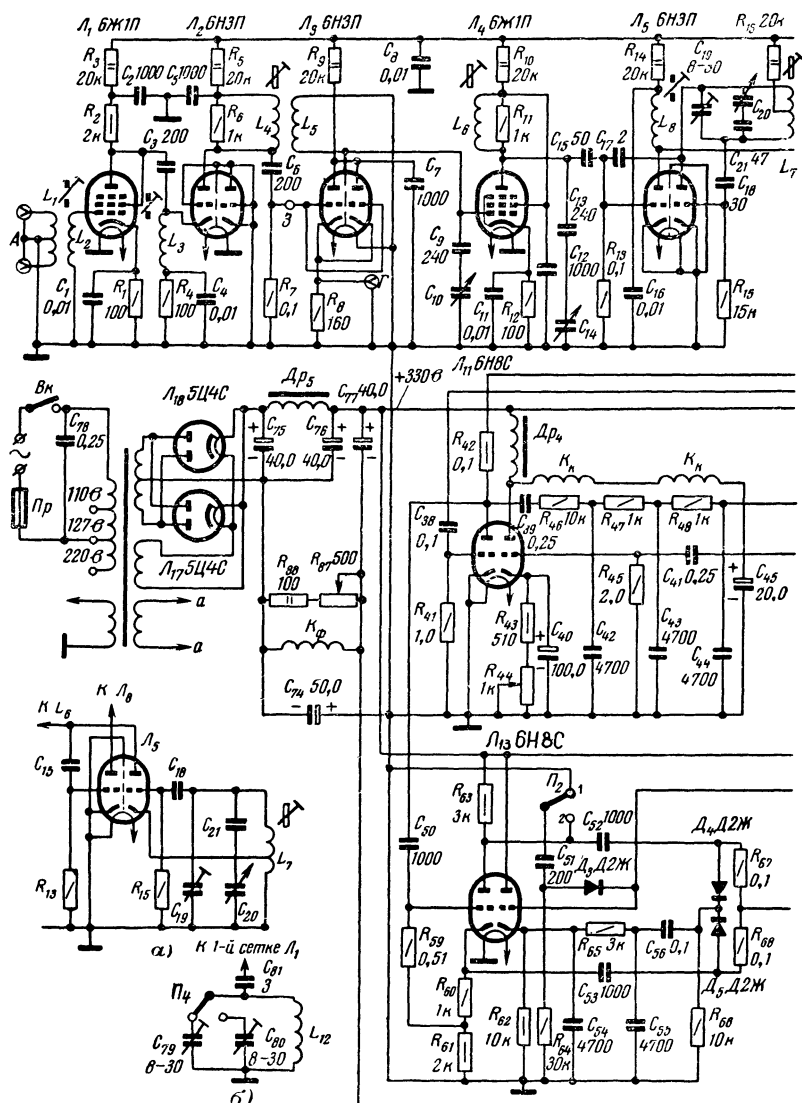 Л₁ 6Ж1П Л₂ 6Н3П Л₃ 6Н3П Л₄ 6Ж1П Л₅ 6Н3П
R₃ 20к
C₂ 1000
C₅ 1000
R₅ 20к
R₉ 20к
C₈ 0,01
R₁₀ 20к
R₁₄ 20к
C₁₉ 8-30
R₁₆ 20к
R₂ 2к
C₃ 200
R₆ 1к
L₄
L₅
L₆
R₁₁ 1к
C₁₅ 50
C₁₇ 2
L₈
C₂₀
C₂₁ 47
L₇
L₁
A
L₂
L₃
C₆ 200
3
C₇ 1000
C₉ 240
C₁₃ 240
C₁₂ 1000
R₁₃ 0,1
C₁₈ 30
C₁ 0,01
R₁ 100
R₄ 100
C₄ 0,01
R₇ 0,1
R₈ 160
Г
C₁₀
C₁₁ 0,01
R₁₂ 100
C₁₄
C₁₆ 0,01
R₁₅ 15к
Вк
Л₁₈ 5Ц4С
Др₅
C₇₇ 40,0
+330в
Л₁₁ 6Н8С
C₇₈ 0,25
C₇₅ 40,0
C₇₆ 40,0
R₄₂ 0,1
Др₄
Пр
110в
127в
220в
Л₁₇ 5Ц4С
Kк
Kк
C₃₈ 0,1
C₃₉ 0,25
R₄₆ 10к
R₄₇ 1к
R₄₈ 1к
R₈₈ 100
R₈₇ 500
R₄₅ 2,0
C₄₁ 0,25
C₄₅ 20,0
а
а
Kф
R₄₁ 1,0
R₄₃ 510
C₄₀ 100,0
C₄₂ 4700
C₄₃ 4700
C₄₄ 4700
R₄₄ 1к
C₇₄ 50,0
К L₆
К Л₈
Л₅
C₁₅
C₁₈
C₂₁
L₇
R₁₃
R₁₅
C₁₉
C₂₀
а)
К 1-й сетке Л₁
П₄
C₈₁ 3
C₇₉ 8-30
C₈₀ 8-30
L₁₂
б)
Л₁₃ 6Н8С
R₆₃ 3к
П₂
1
2
C₅₂ 1000
Д₄ Д2Ж
C₅₀ 1000
C₅₁ 200
Д₃ Д2Ж
R₆₇ 0,1
R₅₉ 0,51
R₆₅ 3к
C₅₆ 0,1
R₆₈ 0,1
R₆₀ 1к
C₅₃ 1000
Д₅ Д2Ж
R₆₁ 2к
R₆₂ 10к
R₆₄ 30к
C₅₄ 4700
C₅₅ 4700
R₆₆ 10к